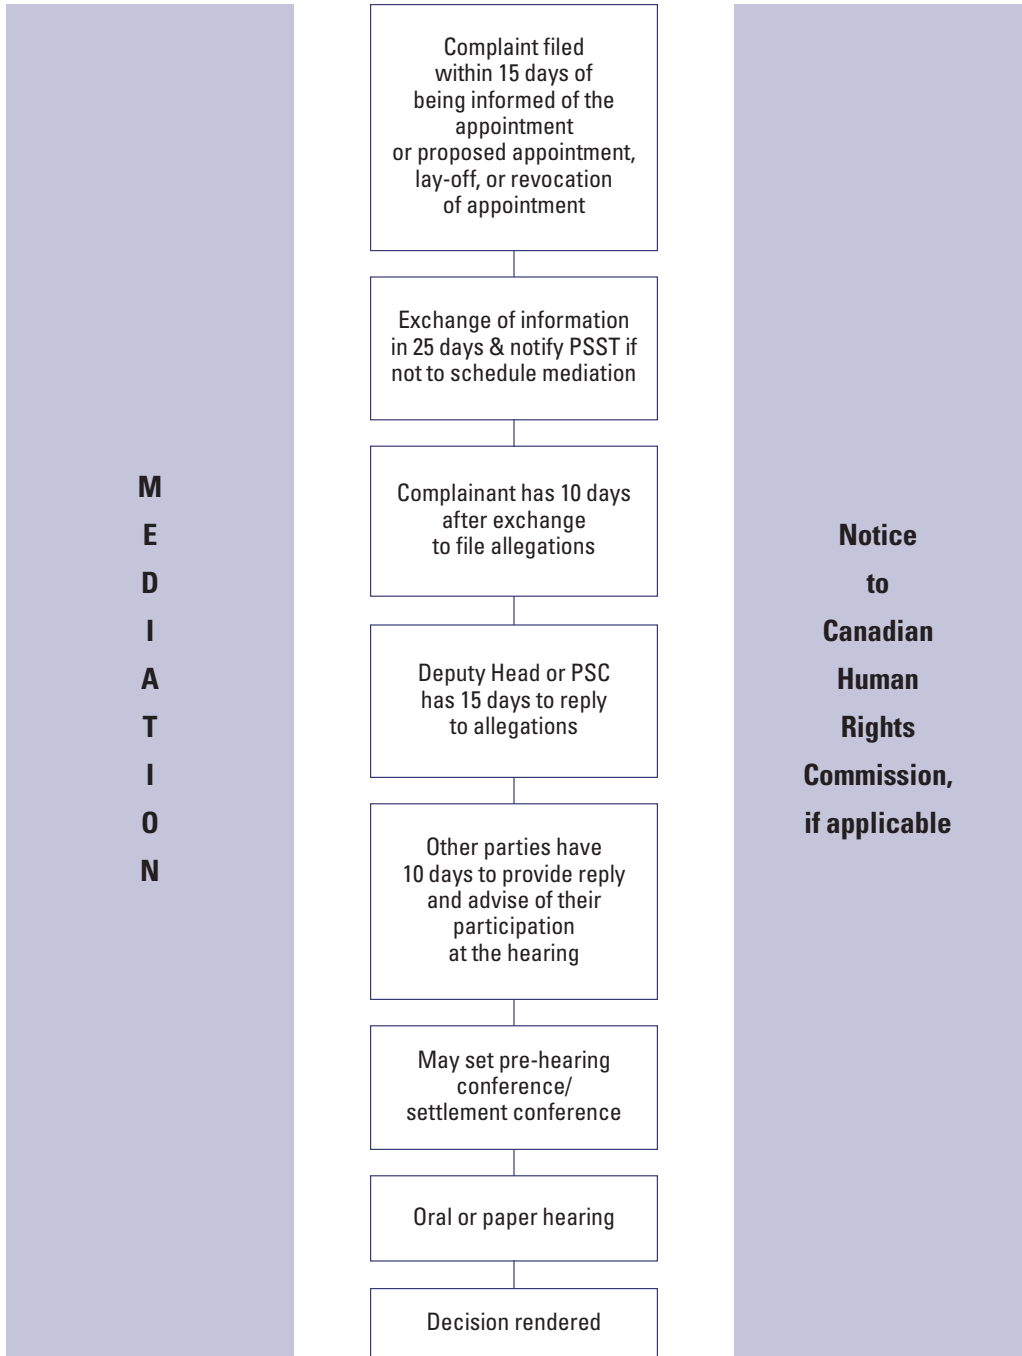 M
E
D
I
A
T
I
O
N
Complaint filed
within 15 days of
being informed of the
appointment
or proposed appointment,
lay-off, or revocation
of appointment
Exchange of information
in 25 days & notify PSST if
not to schedule mediation
Complainant has 10 days
after exchange
to file allegations
Deputy Head or PSC
has 15 days to reply
to allegations
Other parties have
10 days to provide reply
and advise of their
participation
at the hearing
May set pre-hearing
conference/
settlement conference
Oral or paper hearing
Decision rendered
Notice
to
Canadian
Human
Rights
Commission,
if applicable